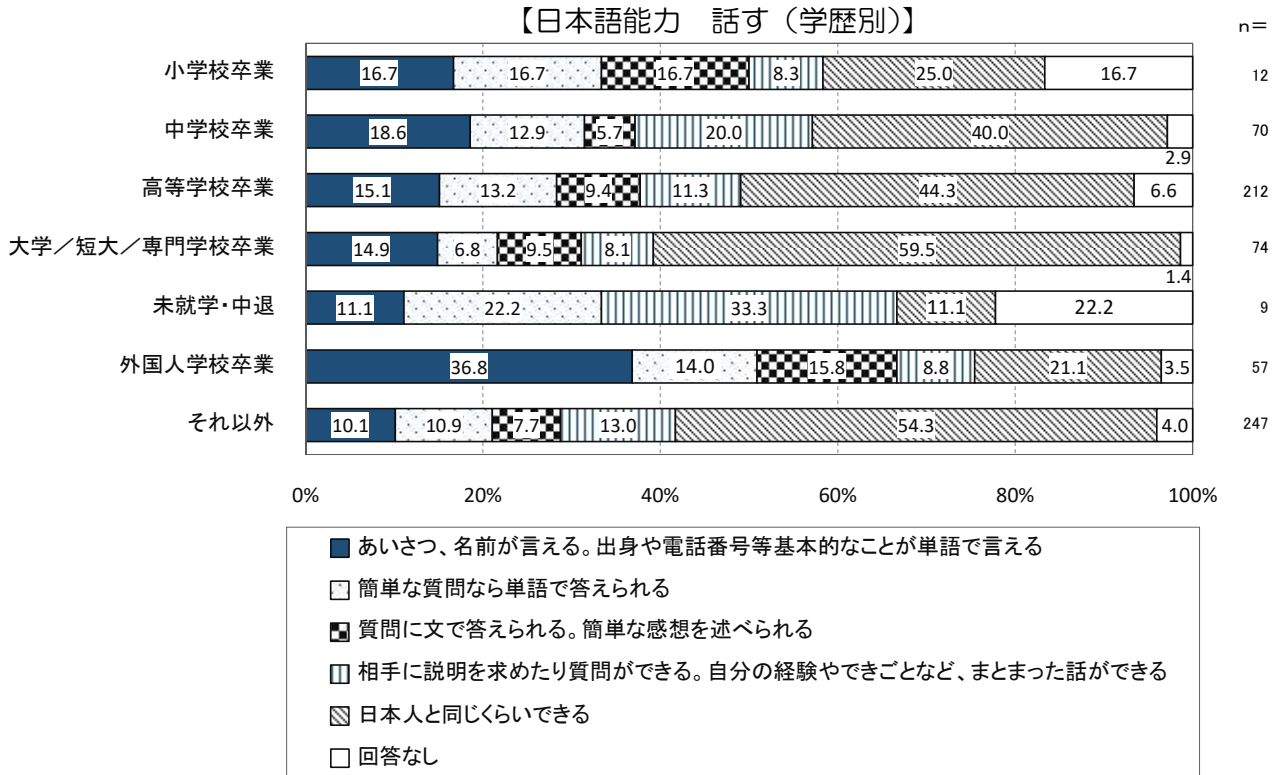 【日本語能力　話す（学歴別）】
n＝
小学校卒業 16.7 16.7 16.7 8.3 25.0 16.7 12
中学校卒業 18.6 12.9 5.7 20.0 40.0 2.9 70
高等学校卒業 15.1 13.2 9.4 11.3 44.3 6.6 212
大学／短大／専門学校卒業 14.9 6.8 9.5 8.1 59.5 1.4 74
未就学・中退 11.1 22.2 33.3 11.1 22.2 9
外国人学校卒業 36.8 14.0 15.8 8.8 21.1 3.5 57
それ以外 10.1 10.9 7.7 13.0 54.3 4.0 247
0% 20% 40% 60% 80% 100%
あいさつ、名前が言える。出身や電話番号等基本的なことが単語で言える
簡単な質問なら単語で答えられる
質問に文で答えられる。簡単な感想を述べられる
相手に説明を求めたり質問ができる。自分の経験やできごとなど、まとまった話ができる
日本人と同じくらいできる
回答なし